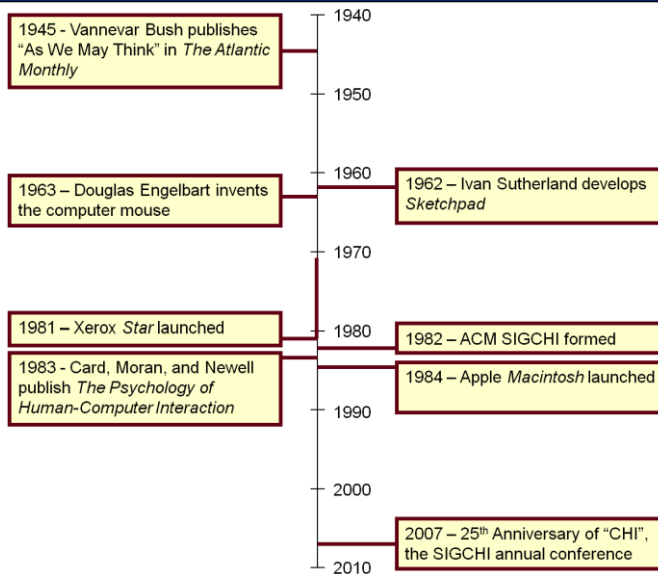 1940
1945 - Vannevar Bush publishes
“As We May Think” in The Atlantic
Monthly
1950
1960
1962 – Ivan Sutherland develops
Sketchpad
1963 – Douglas Engelbart invents
the computer mouse
1970
1980
1981 – Xerox Star launched
1982 – ACM SIGCHI formed
1983 - Card, Moran, and Newell
publish The Psychology of
Human-Computer Interaction
1984 – Apple Macintosh launched
1990
2000
2007 – 25th Anniversary of “CHI”,
the SIGCHI annual conference
2010